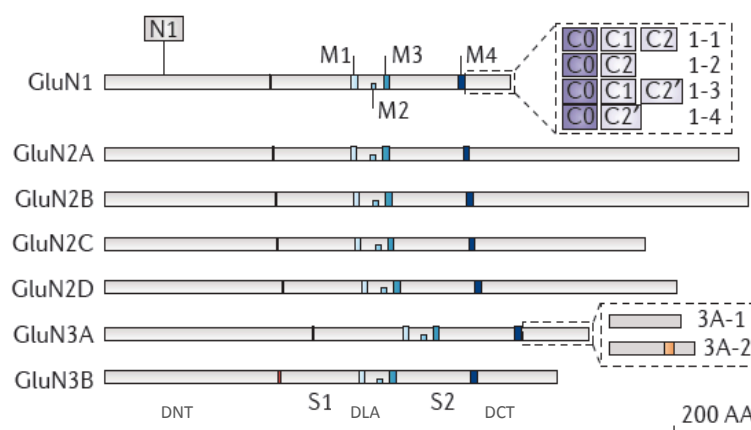 N1
M1 M3 M4
GluN1
M2
C0 C1 C2 1-1
C0 C2 1-2
C0 C1 C2′ 1-3
C0 C2′ 1-4
GluN2A
GluN2B
GluN2C
GluN2D
GluN3A
3A-1
3A-2
GluN3B
S1 S2
DNT DLA DCT
200 AA